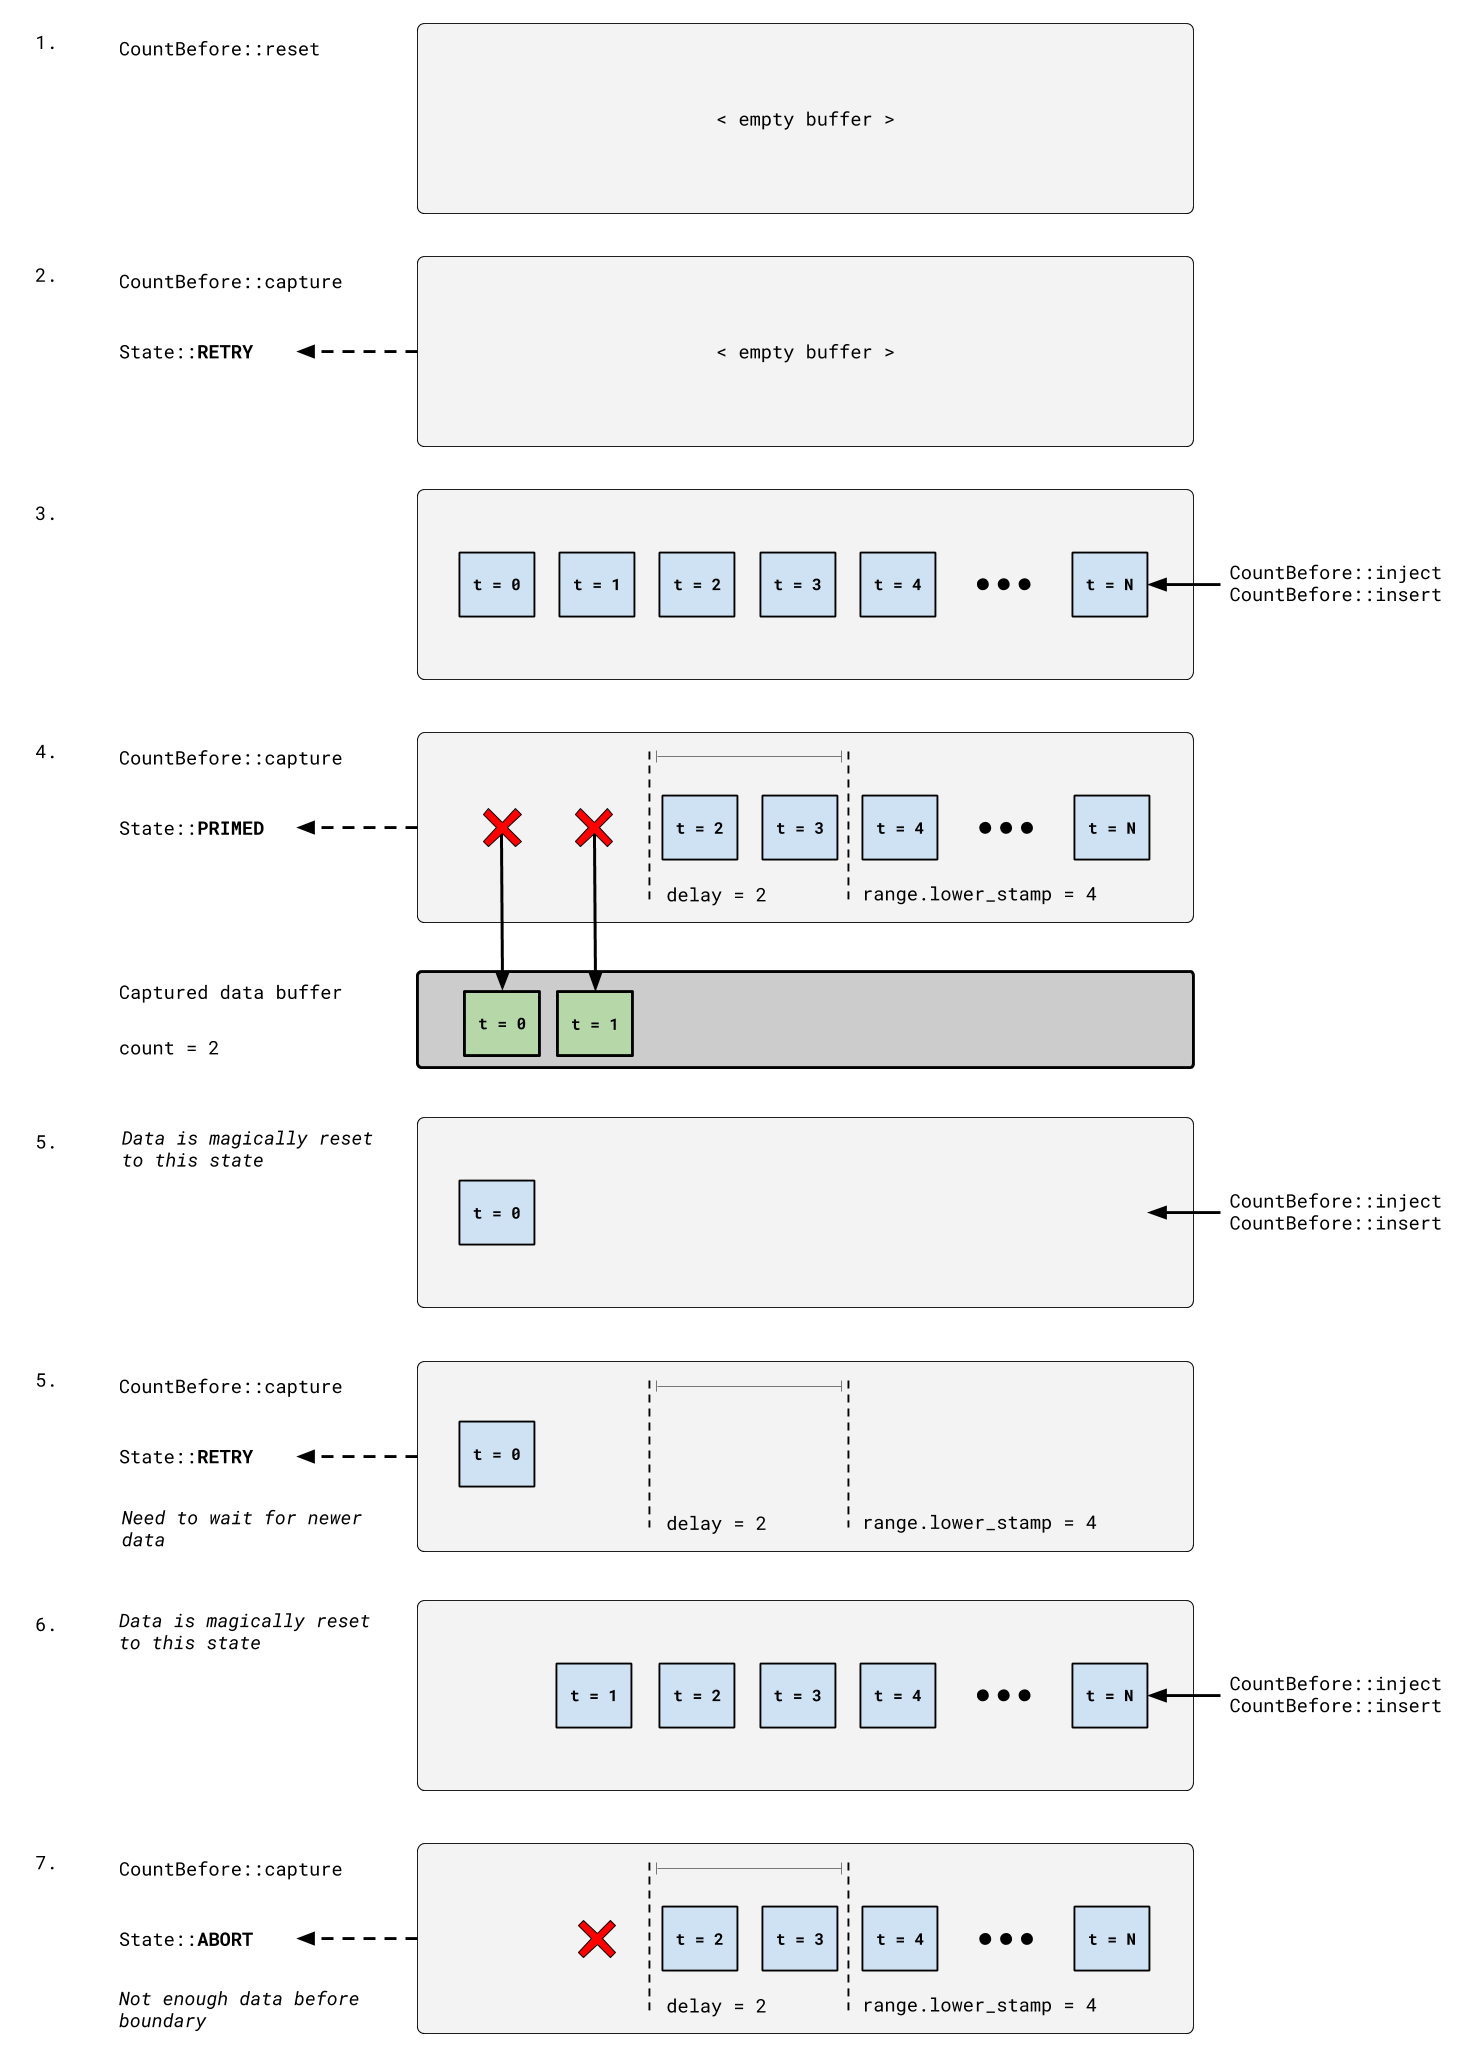 1.
CountBefore::reset
< empty buffer >
2.
CountBefore::capture
State::RETRY
< empty buffer >
3.
t = 0
t = 1
t = 2
t = 3
t = 4
t = N
CountBefore::inject
CountBefore::insert
4.
CountBefore::capture
State::PRIMED
t = 2
t = 3
t = 4
t = N
delay = 2
range.lower_stamp = 4
Captured data buffer
count = 2
t = 0
t = 1
5.
Data is magically reset
to this state
t = 0
CountBefore::inject
CountBefore::insert
5.
CountBefore::capture
State::RETRY
t = 0
Need to wait for newer
data
delay = 2
range.lower_stamp = 4
6.
Data is magically reset
to this state
t = 1
t = 2
t = 3
t = 4
t = N
CountBefore::inject
CountBefore::insert
7.
CountBefore::capture
State::ABORT
t = 2
t = 3
t = 4
t = N
Not enough data before
boundary
delay = 2
range.lower_stamp = 4